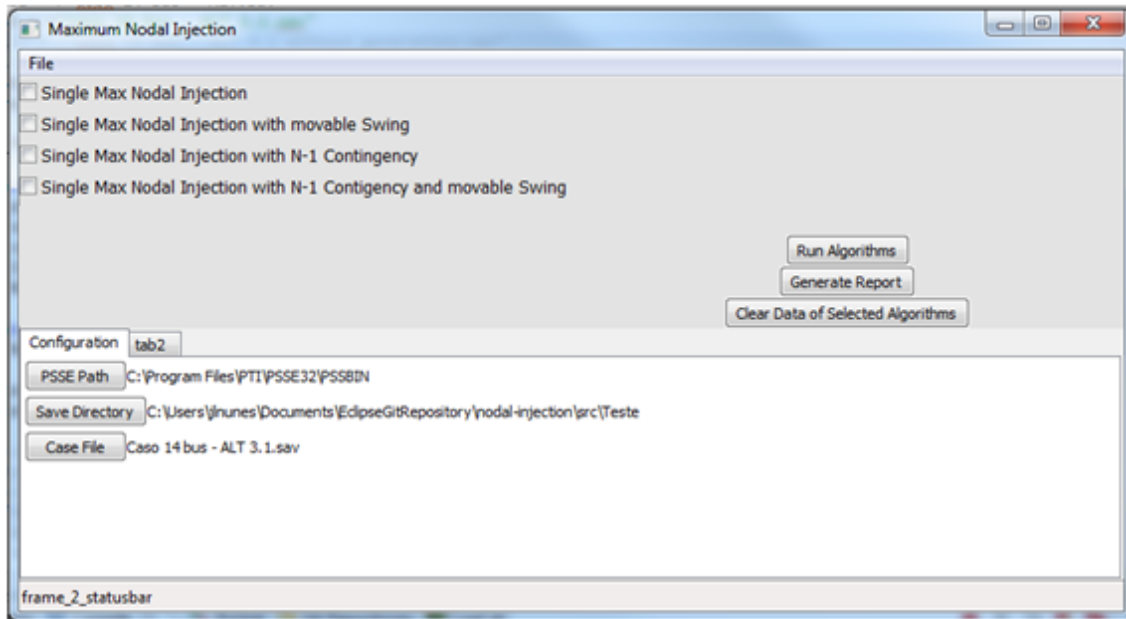 Maximum Nodal Injection
File
Single Max Nodal Injection
Single Max Nodal Injection with movable Swing
Single Max Nodal Injection with N-1 Contingency
Single Max Nodal Injection with N-1 Contigency and movable Swing
Run Algorithms
Generate Report
Clear Data of Selected Algorithms
Configuration tab2
PSSE Path C:\Program Files\PTI\PSSE32\PSSBIN
Save Directory C:\Users\jlnunes\Documents\EclipseGitRepository\nodal-injection\src\Teste
Case File Caso 14 bus - ALT 3.1.sav
frame_2_statusbar